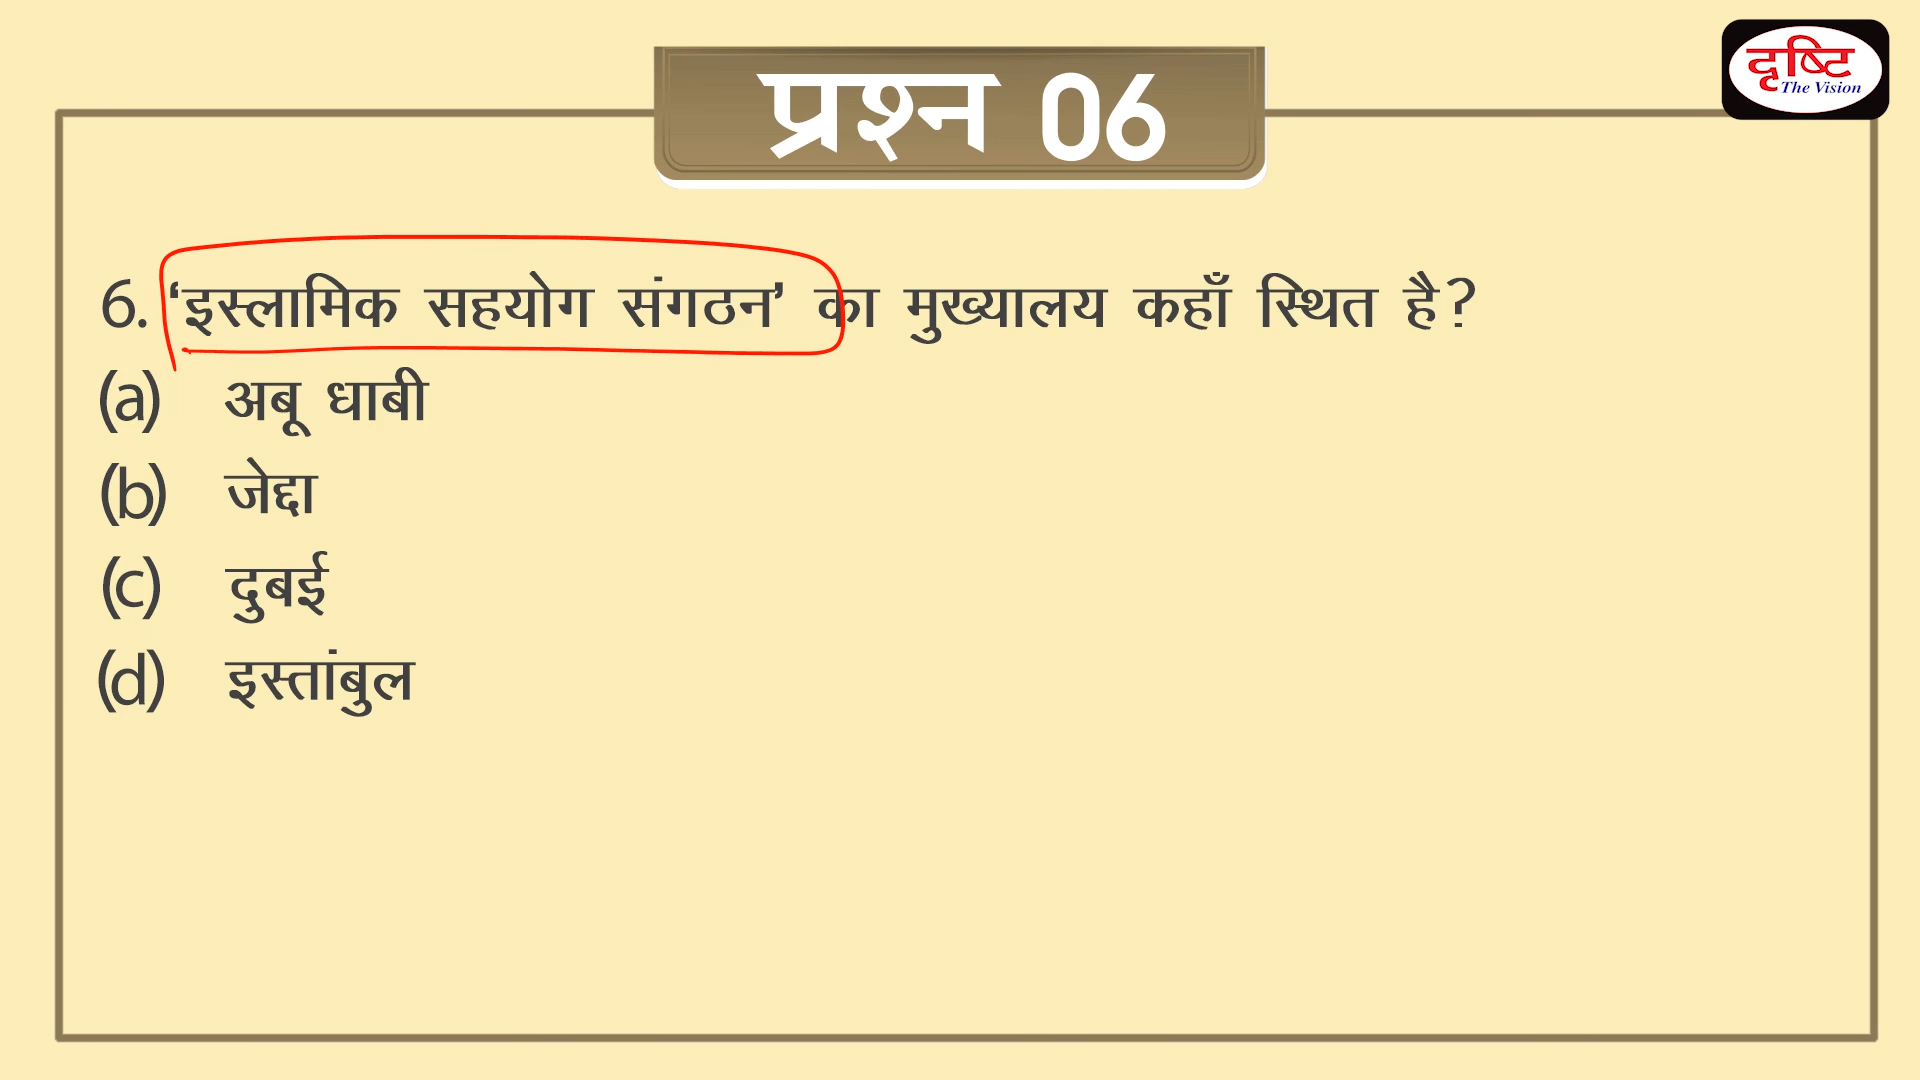 प्रश्न 06
दृष्टि
The Vision
6. ‘इस्लामिक सहयोग संगठन’ का मुख्यालय कहाँ स्थित है?
(a) अबू धाबी
(b) जेद्दा
(c) दुबई
(d) इस्तांबुल